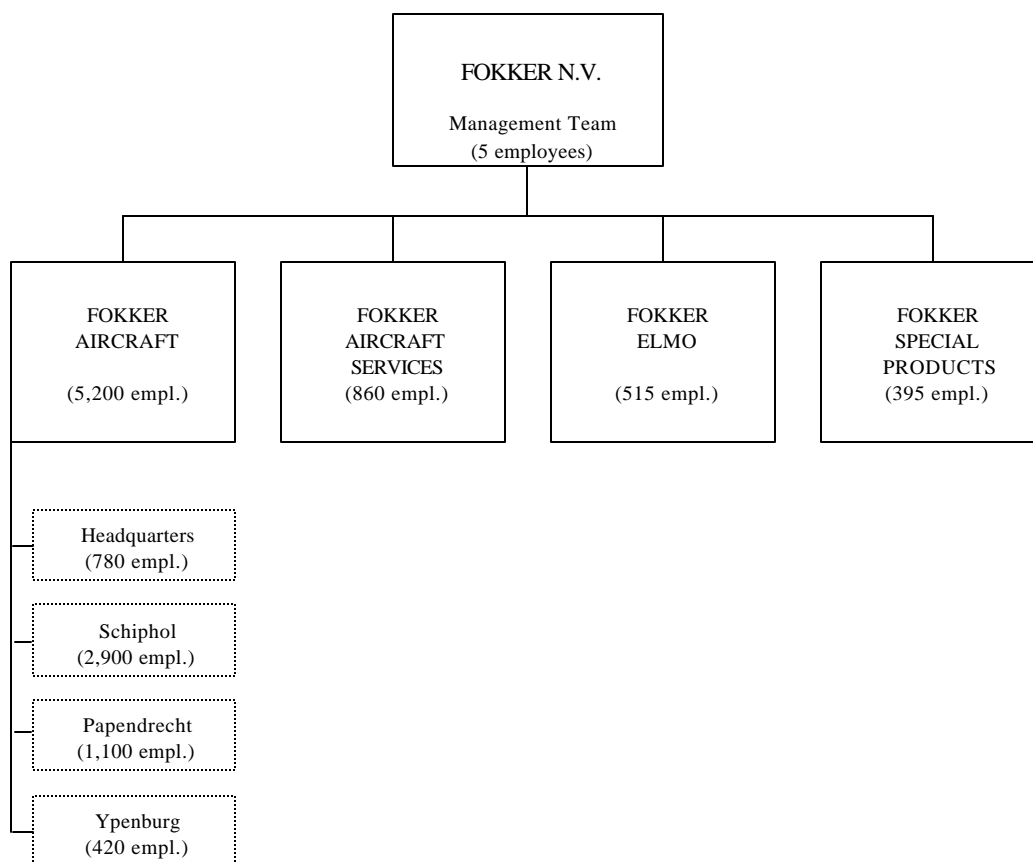 FOKKER N.V.
Management Team
(5 employees)
FOKKER
AIRCRAFT
(5,200 empl.)
FOKKER
AIRCRAFT
SERVICES
(860 empl.)
FOKKER
ELMO
(515 empl.)
FOKKER
SPECIAL
PRODUCTS
(395 empl.)
Headquarters
(780 empl.)
Schiphol
(2,900 empl.)
Papendrecht
(1,100 empl.)
Ypenburg
(420 empl.)